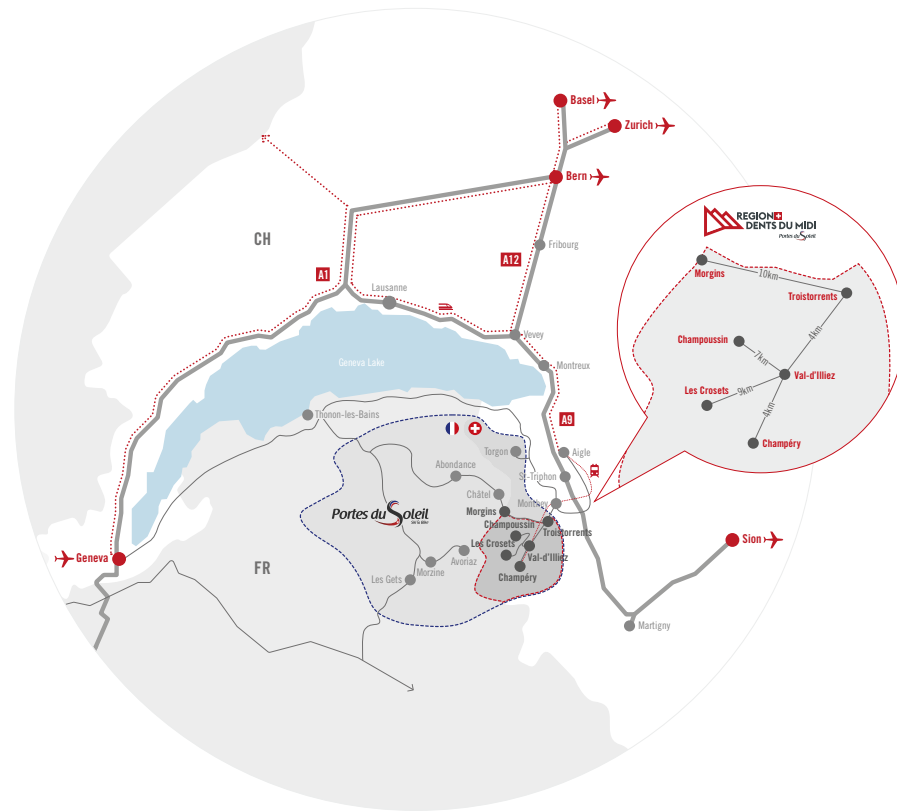 Basel
Zurich
Bern
REGION
DENTS DU MIDI
Portes du Soleil
CH
Fribourg
A12
A1
Morgins
10km
Troistorrents
Lausanne
4km
Vevey
Champoussin
7km
Geneva Lake
Montreux
Val-d'Illiez
Les Crosets
9km
4km
Thonon-les-Bains
A9
Champéry
Torgon
Aigle
Abondance
St-Triphon
Châtel
Monthey
Morgins
Portes du Soleil
Champoussin
Troistorrents
Les Crosets
Sion
Geneva
Avoriaz
Val-d'Illiez
FR
Morzine
Champéry
Les Gets
Martigny